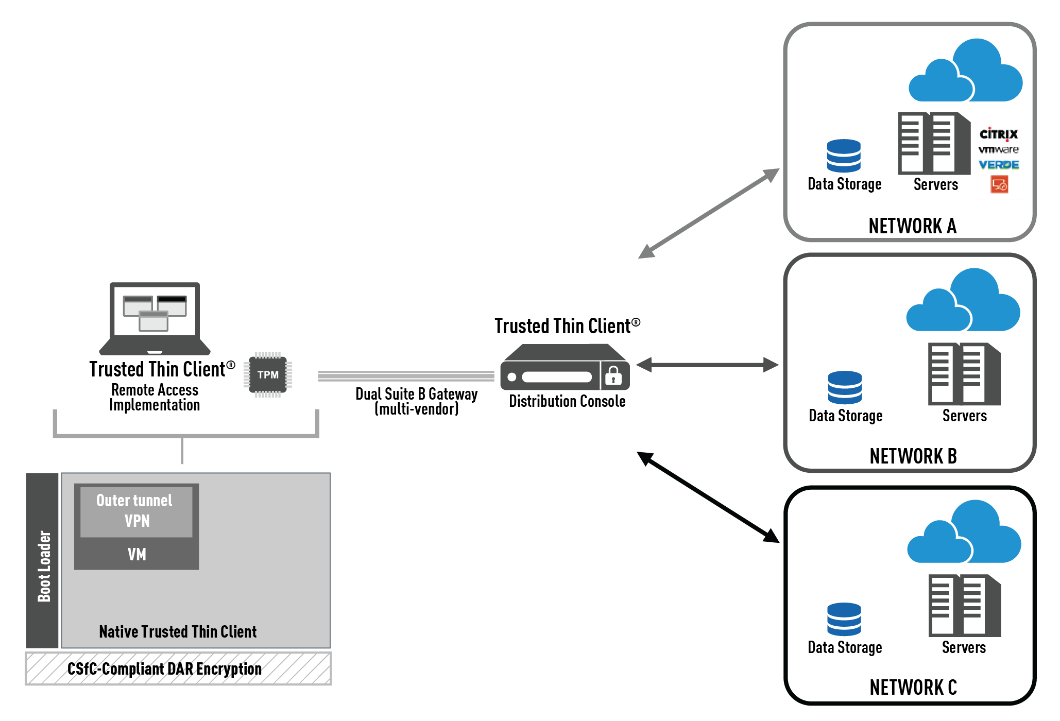 Trusted Thin Client®
Remote Access
Implementation
TPM
Dual Suite B Gateway
(multi-vendor)
Trusted Thin Client®
Distribution Console
Boot Loader
Outer tunnel
VPN
VM
Native Trusted Thin Client
CSfC-Compliant DAR Encryption
CİTRIX
vmware
VERDE
Data Storage
Servers
NETWORK A
Data Storage
Servers
NETWORK B
Data Storage
Servers
NETWORK C